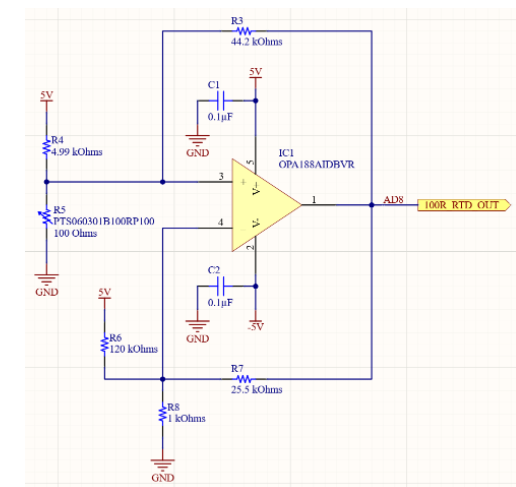 R3
44.2 kOhms
C1
5V
0.1µF
5V
GND
R4
4.99 kOhms
IC1
OPA188AIDBVR
5
V+
3
+
R5
PTS060301B100RP100
100 Ohms
1
AD8
100R_RTD_OUT
4
V-
2
GND
C2
0.1µF
5V
GND
-5V
R6
120 kOhms
R7
25.5 kOhms
R8
1 kOhms
GND